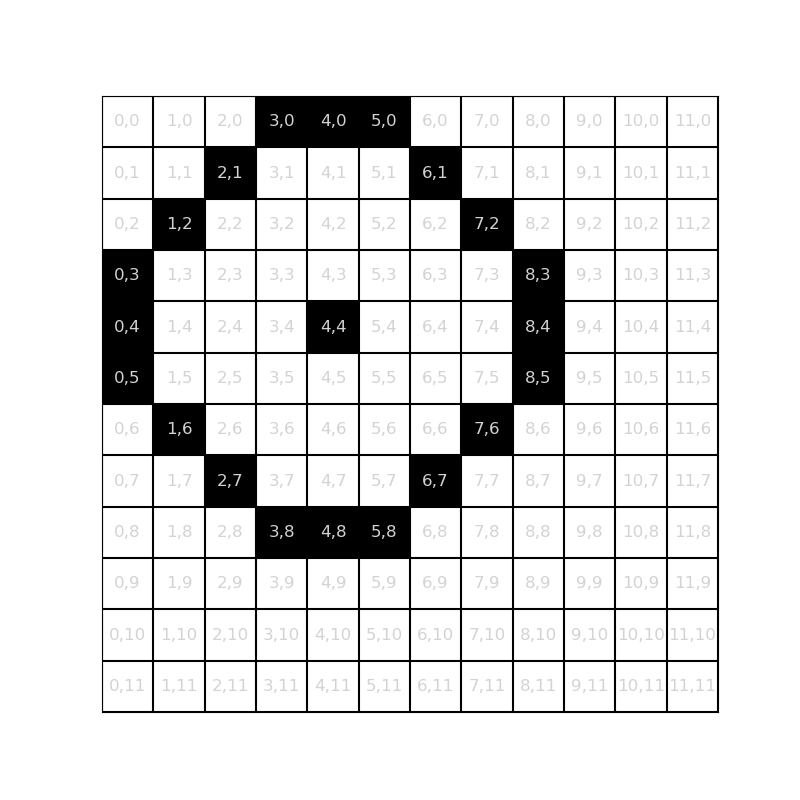 0,0 1,0 2,0 3,0 4,0 5,0 6,0 7,0 8,0 9,0 10,0 11,0
0,1 1,1 2,1 3,1 4,1 5,1 6,1 7,1 8,1 9,1 10,1 11,1
0,2 1,2 2,2 3,2 4,2 5,2 6,2 7,2 8,2 9,2 10,2 11,2
0,3 1,3 2,3 3,3 4,3 5,3 6,3 7,3 8,3 9,3 10,3 11,3
0,4 1,4 2,4 3,4 4,4 5,4 6,4 7,4 8,4 9,4 10,4 11,4
0,5 1,5 2,5 3,5 4,5 5,5 6,5 7,5 8,5 9,5 10,5 11,5
0,6 1,6 2,6 3,6 4,6 5,6 6,6 7,6 8,6 9,6 10,6 11,6
0,7 1,7 2,7 3,7 4,7 5,7 6,7 7,7 8,7 9,7 10,7 11,7
0,8 1,8 2,8 3,8 4,8 5,8 6,8 7,8 8,8 9,8 10,8 11,8
0,9 1,9 2,9 3,9 4,9 5,9 6,9 7,9 8,9 9,9 10,9 11,9
0,10 1,10 2,10 3,10 4,10 5,10 6,10 7,10 8,10 9,10 10,10 11,10
0,11 1,11 2,11 3,11 4,11 5,11 6,11 7,11 8,11 9,11 10,11 11,11